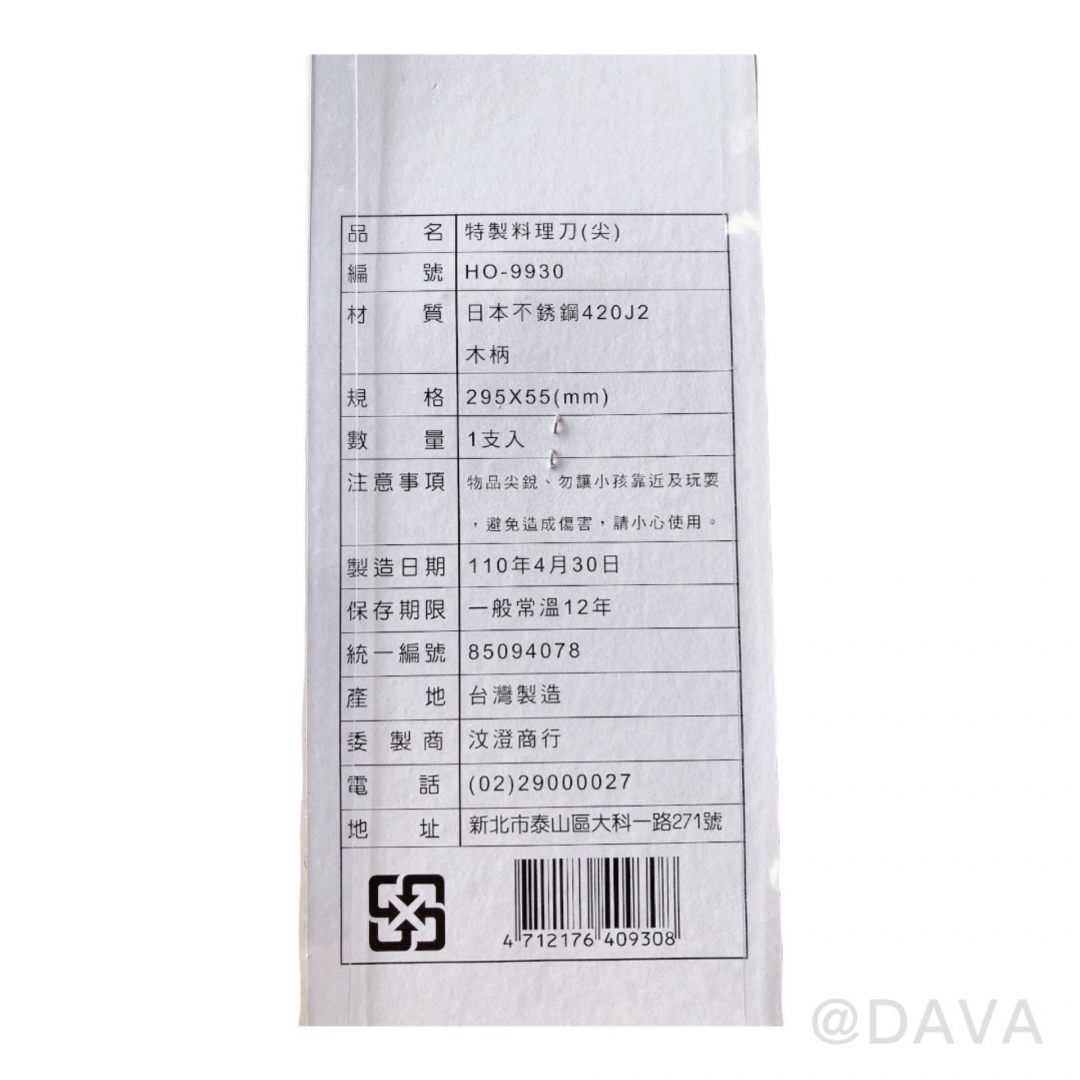 品名 特製料理刀(尖)
編號 HO-9930
材質 日本不銹鋼420J2
木柄
規格 295X55(mm)
數量 1支入
注意事項 物品尖銳、勿讓小孩靠近及玩耍
，避免造成傷害，請小心使用。
製造日期 110年4月30日
保存期限 一般常溫12年
統一編號 85094078
產地 台灣製造
委製商 汶澄商行
電話 (02)29000027
地址 新北市泰山區大科一路271號
4 712176 409308
@DAVA